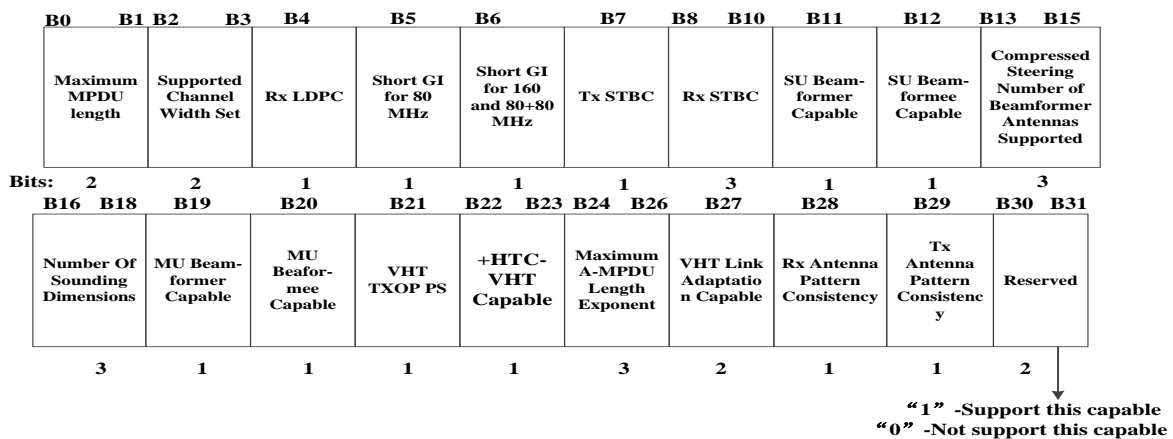 B0 B1 B2 B3 B4 B5 B6 B7 B8 B10 B11 B12 B13 B15
Maximum
MPDU
length
Supported
Channel
Width Set
Rx LDPC
Short GI
for 80
MHz
Short GI
for 160
and 80+80
MHz
Tx STBC
Rx STBC
SU Beam-
former
Capable
SU Beam-
formee
Capable
Compressed
Steering
Number of
Beamformer
Antennas
Supported
Bits: 2 2 1 1 1 1 3 1 1 3
B16 B18 B19 B20 B21 B22 B23 B24 B26 B27 B28 B29 B30 B31
Number Of
Sounding
Dimensions
MU Beam-
former
Capable
MU
Beafor-
mee
Capable
VHT
TXOP PS
+HTC-
VHT
Capable
Maximum
A-MPDU
Length
Exponent
VHT Link
Adaptatio
n Capable
Rx Antenna
Pattern
Consistency
Tx
Antenna
Pattern
Consistenc
y
Reserved
3 1 1 1 1 3 2 1 1 2
“1” -Support this capable
“0” -Not support this capable